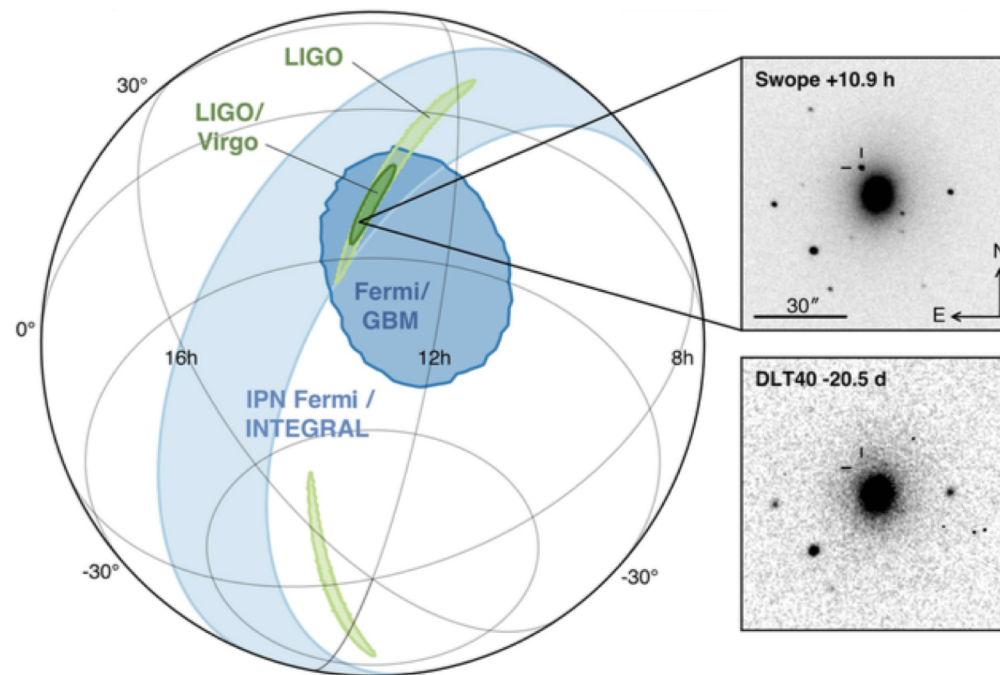 LIGO
LIGO/
Virgo
30°
0°
16h
12h
8h
Fermi/
GBM
IPN Fermi /
INTEGRAL
-30°
-30°
Swope +10.9 h
30″
N
E
DLT40 -20.5 d